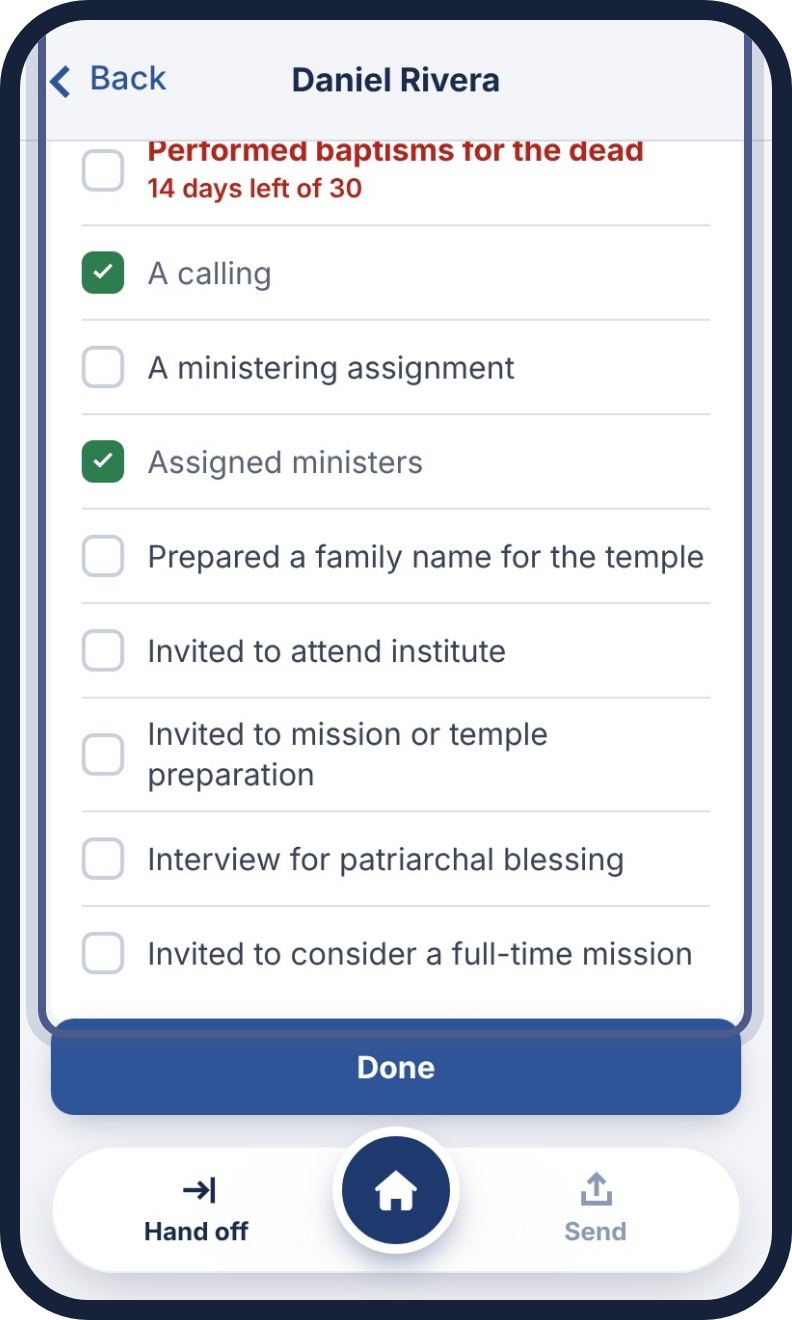 Back
Daniel Rivera
Performed baptisms for the dead
14 days left of 30
A calling
A ministering assignment
Assigned ministers
Prepared a family name for the temple
Invited to attend institute
Invited to mission or temple
preparation
Interview for patriarchal blessing
Invited to consider a full-time mission
Done
Hand off
Send